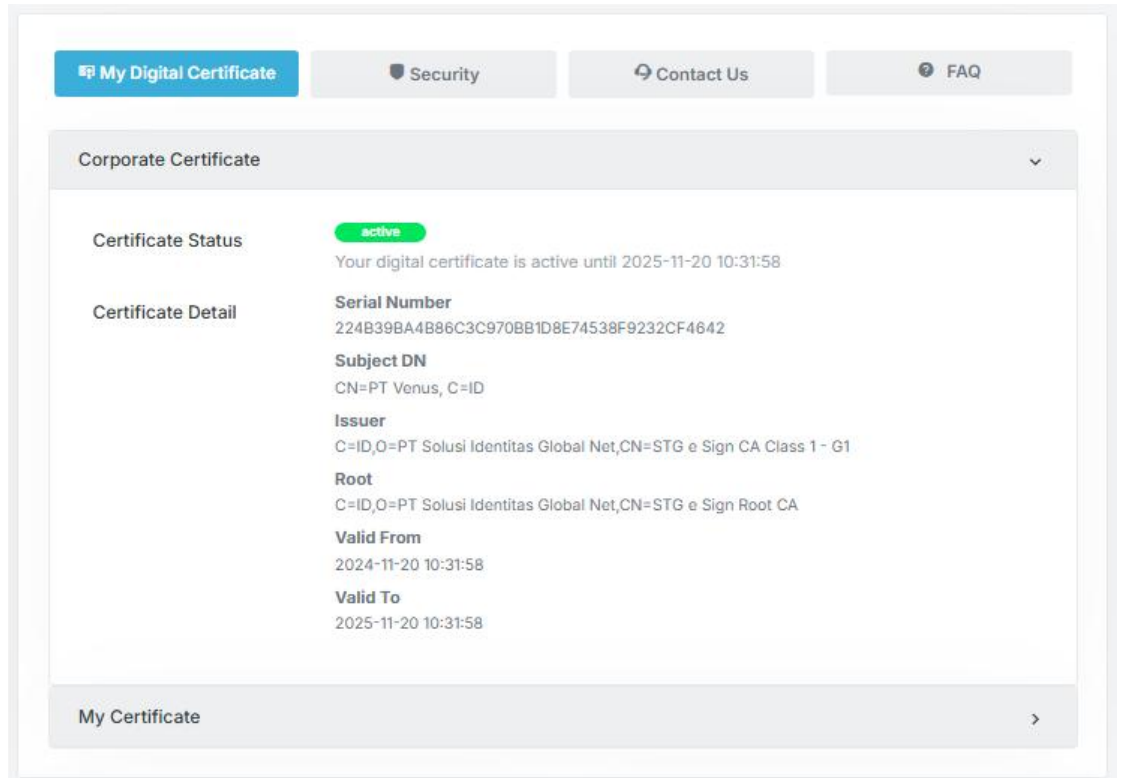 My Digital Certificate
Security
Contact Us
FAQ
Corporate Certificate
Certificate Status
active
Your digital certificate is active until 2025-11-20 10:31:58
Certificate Detail
Serial Number
224B39BA4B86C3C970BB1D8E74538F9232CF4642
Subject DN
CN=PT Venus, C=ID
Issuer
C=ID,O=PT Solusi Identitas Global Net,CN=STG e Sign CA Class 1 - G1
Root
C=ID,O=PT Solusi Identitas Global Net,CN=STG e Sign Root CA
Valid From
2024-11-20 10:31:58
Valid To
2025-11-20 10:31:58
My Certificate